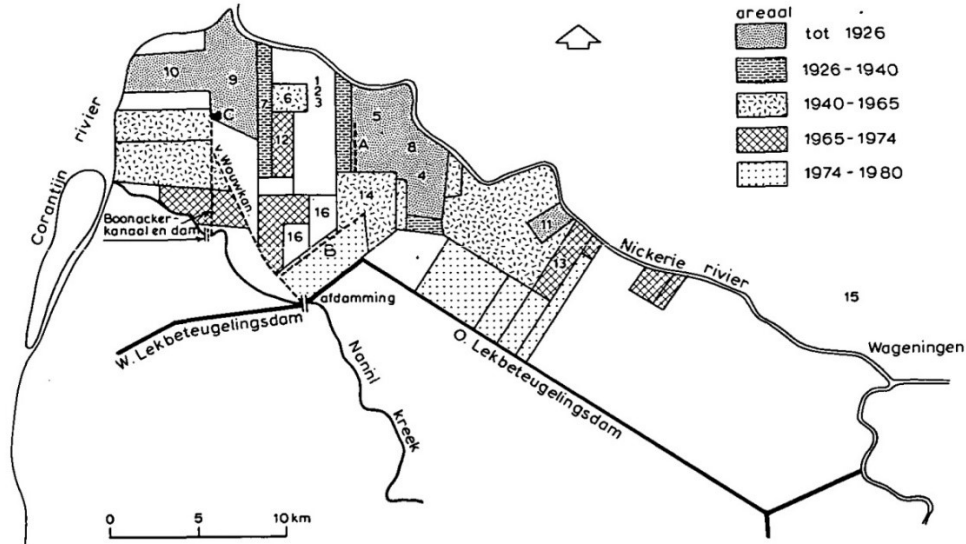 areaal
tot 1926
1926-1940
1940-1965
1965-1974
1974-1980
10
9
7
6
1
2
3
5
8
4
A
C
12
v. Wouwkan.
14
16
16
B
11
13
15
Corantijn
rivier
Boonacker-
kanaal en dam
afdamming
W. Lekbeteugelingsdam
O. Lekbeteugelingsdam
Nanni
kreek
Nickerie rivier
Wageningen
0 5 10 km